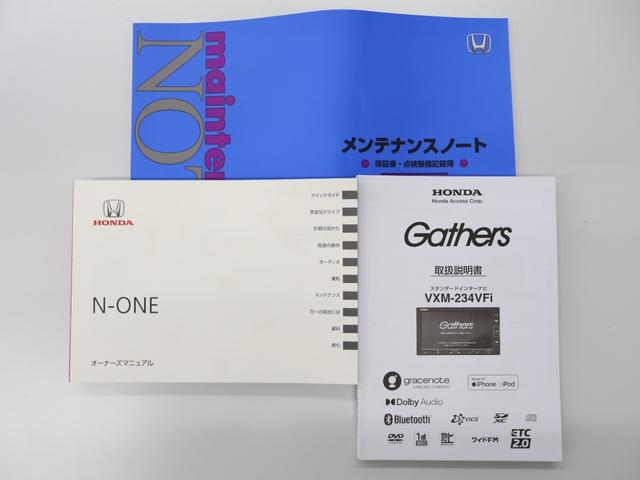 mainte
NO
メンテナンスノート
保証書・点検整備記録簿
HONDA
N-ONE
オーナーズマニュアル
クイックガイド
安全なドライブ
計器の見かた
各部の操作
オーディオ
運転
メンテナンス
万一の場合には
資料
索引
HONDA
Honda Access Corp.
Gathers
取扱説明書
スタンダードインターナビ
VXM-234VFi
Gathers
gracenote.
Made for
iPhone | iPod
Dolby Audio
Bluetooth
VICS
SD
XC
DVD
1
SEG
ワイドFM
ETC
2.0